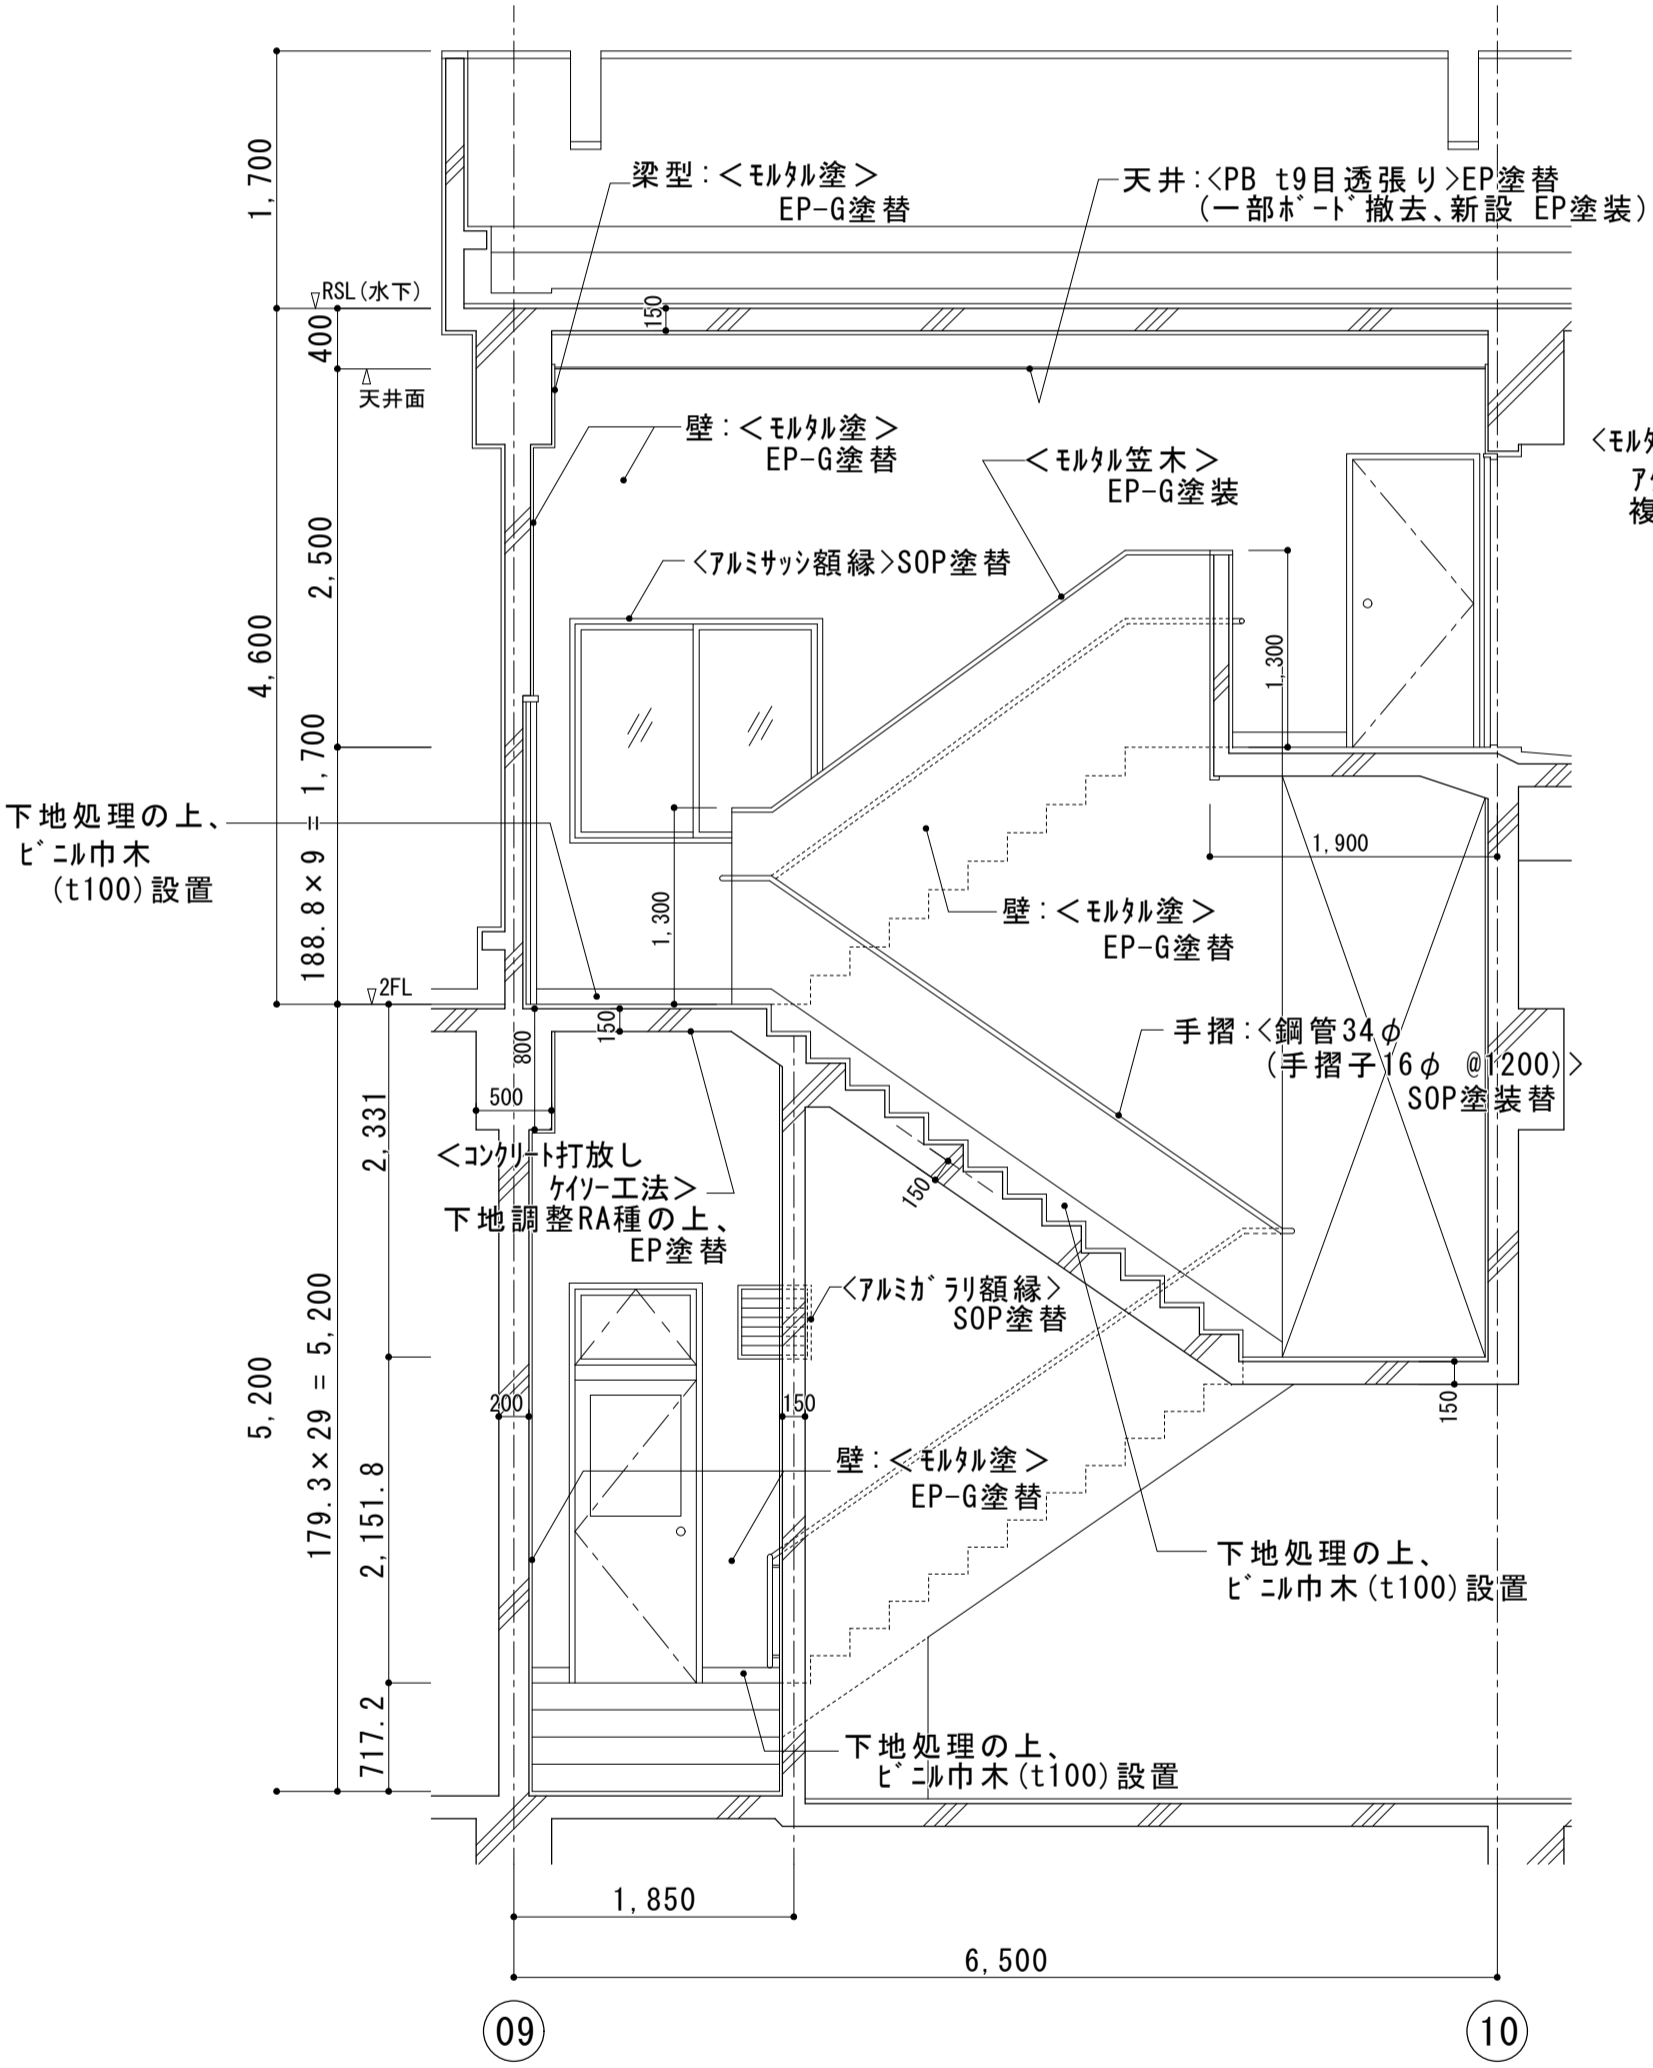 1,700
梁型:<モルタル塗>
EP-G塗替
天井:<PB t9目透張り>EP塗替
(一部ボード撤去、新設 EP塗装)
RSL(水下)
400
150
天井面
壁:<モルタル塗>
EP-G塗替
<モルタル笠木>
EP-G塗装
<モルタ
複
2,500
<アルミサッシ額縁>SOP塗替
4,600
1,300
188.8×9 = 1,700
下地処理の上、
ビニル巾木
(t100)設置
1,900
1,300
壁:<モルタル塗>
EP-G塗替
2FL
800
150
手摺:<鋼管34φ
(手摺子16φ @1200)>
SOP塗装替
500
2,331
<コンクリート打放し
ケイソー工法>
下地調整RA種の上、
EP塗替
150
<アルミガラリ額縁>
SOP塗替
5,200
179.3×29 = 5,200
200
150
150
2,151.8
壁:<モルタル塗>
EP-G塗替
下地処理の上、
ビニル巾木(t100)設置
717.2
下地処理の上、
ビニル巾木(t100)設置
1,850
6,500
09
10